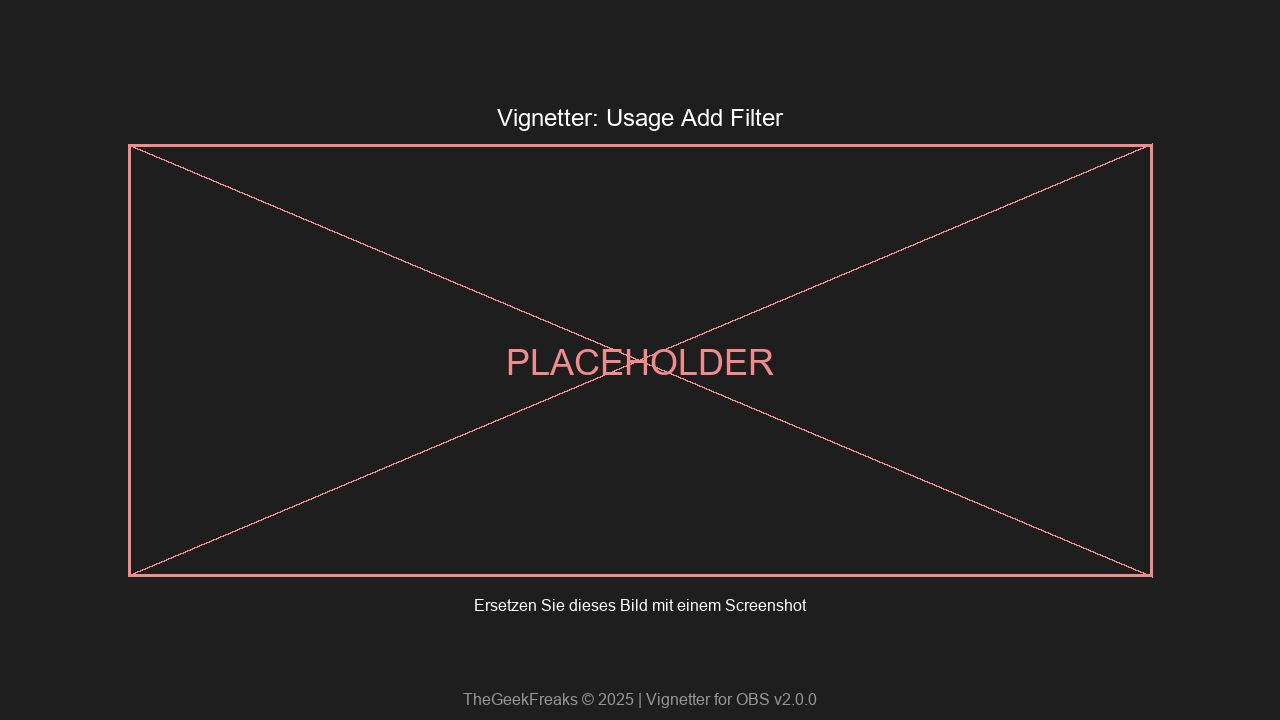 Vignetter: Usage Add Filter
PLACEHOLDER
Ersetzen Sie dieses Bild mit einem Screenshot
TheGeekFreaks © 2025 | Vignetter for OBS v2.0.0